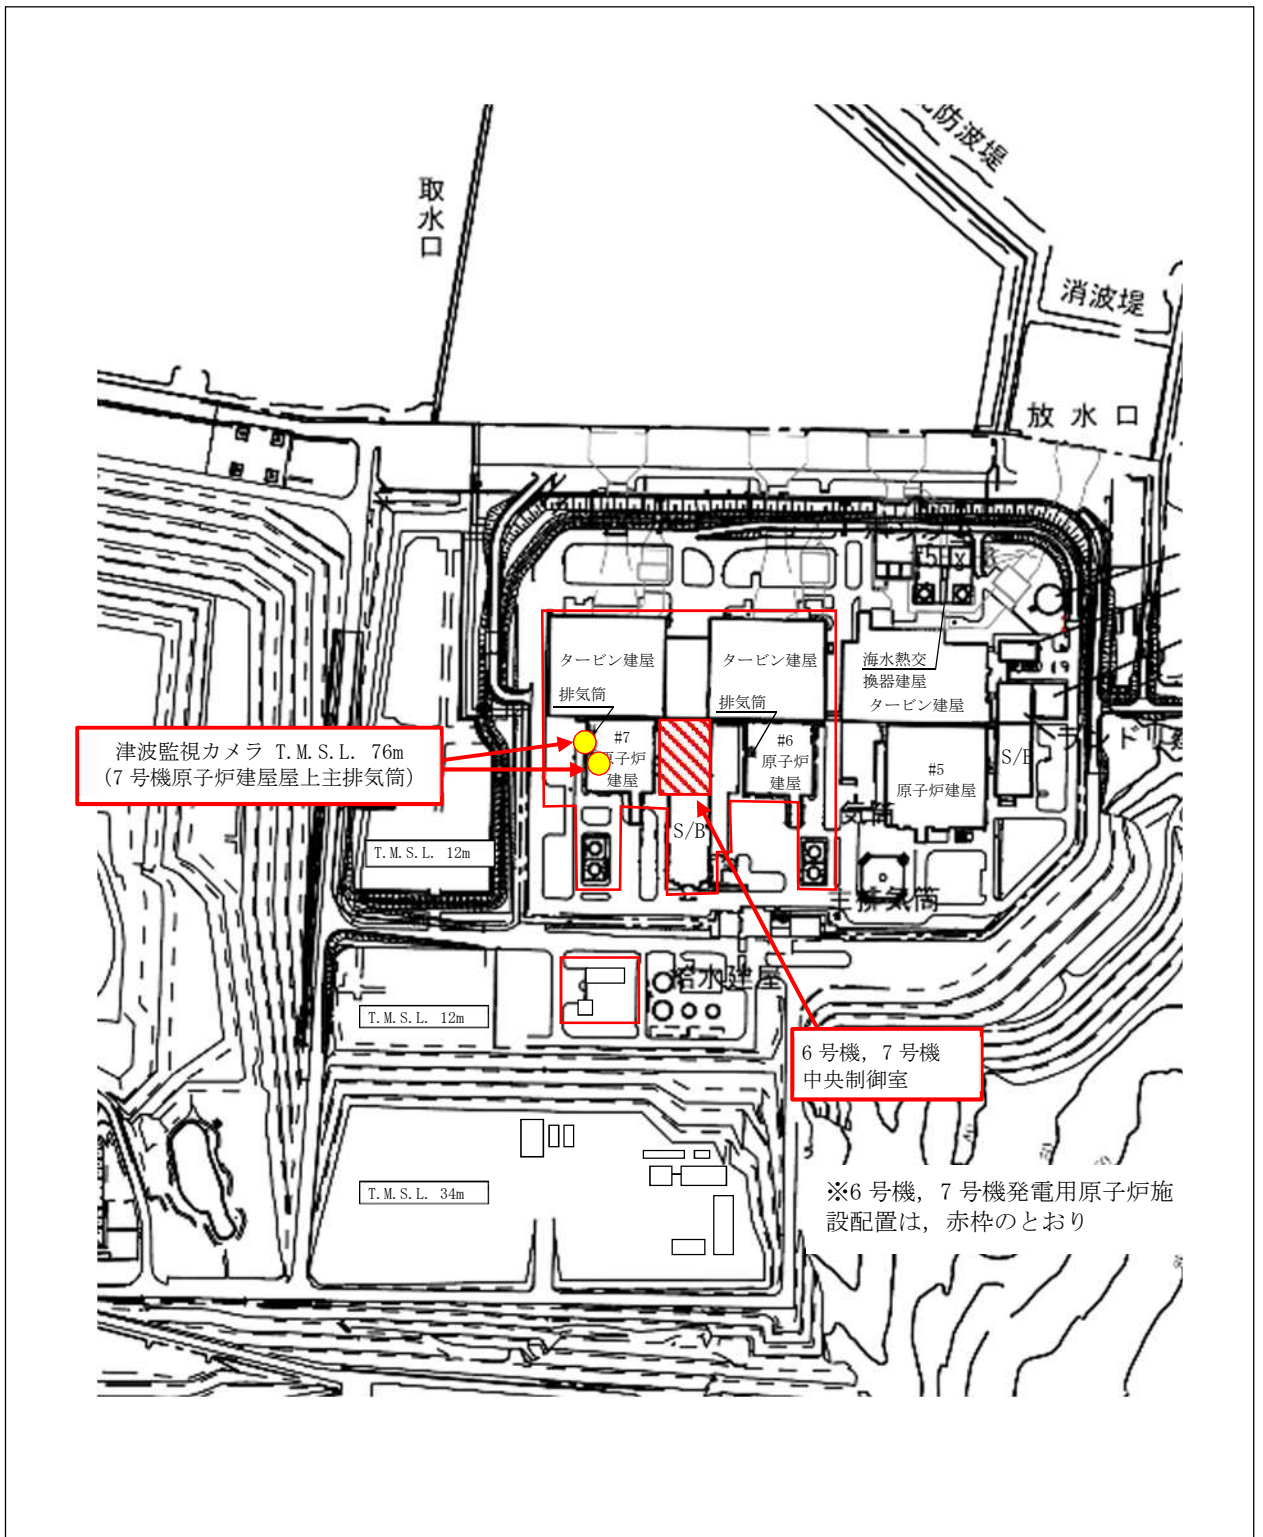 防波堤
取水口
消波堤
放水口
タービン建屋
タービン建屋
海水熱交
換器建屋
タービン建屋
排気筒
排気筒
#7
原子炉
建屋
#6
原子炉
建屋
#5
原子炉建屋
S/B
S/B
津波監視カメラ T.M.S.L. 76m
(7 号機原子炉建屋屋上主排気筒)
T.M.S.L. 12m
主排気筒
給水建屋
T.M.S.L. 12m
6 号機，7 号機
中央制御室
T.M.S.L. 34m
※6 号機，7 号機発電用原子炉施
設配置は，赤枠のとおり